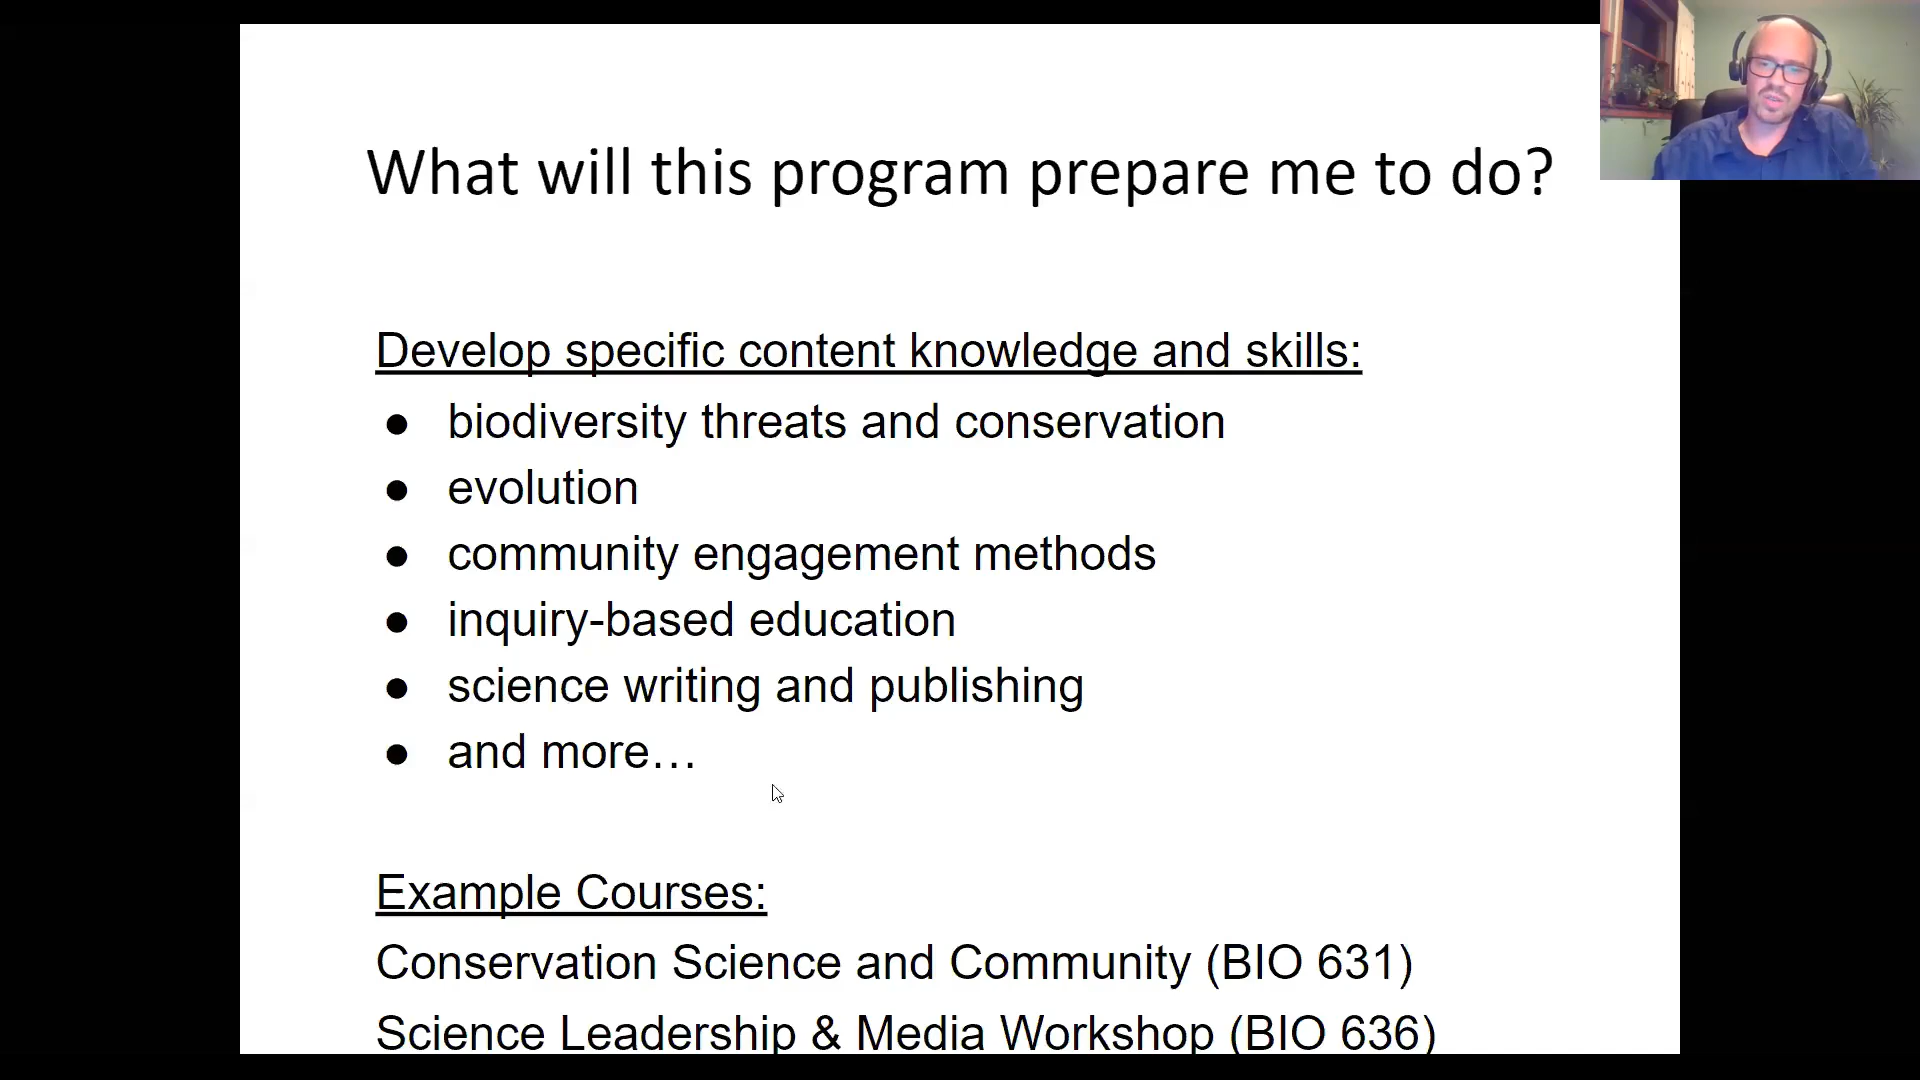 What will this program prepare me to do?
Develop specific content knowledge and skills:
● biodiversity threats and conservation
● evolution
● community engagement methods
● inquiry-based education
● science writing and publishing
● and more…
Example Courses:
Conservation Science and Community (BIO 631)
Science Leadership & Media Workshop (BIO 636)